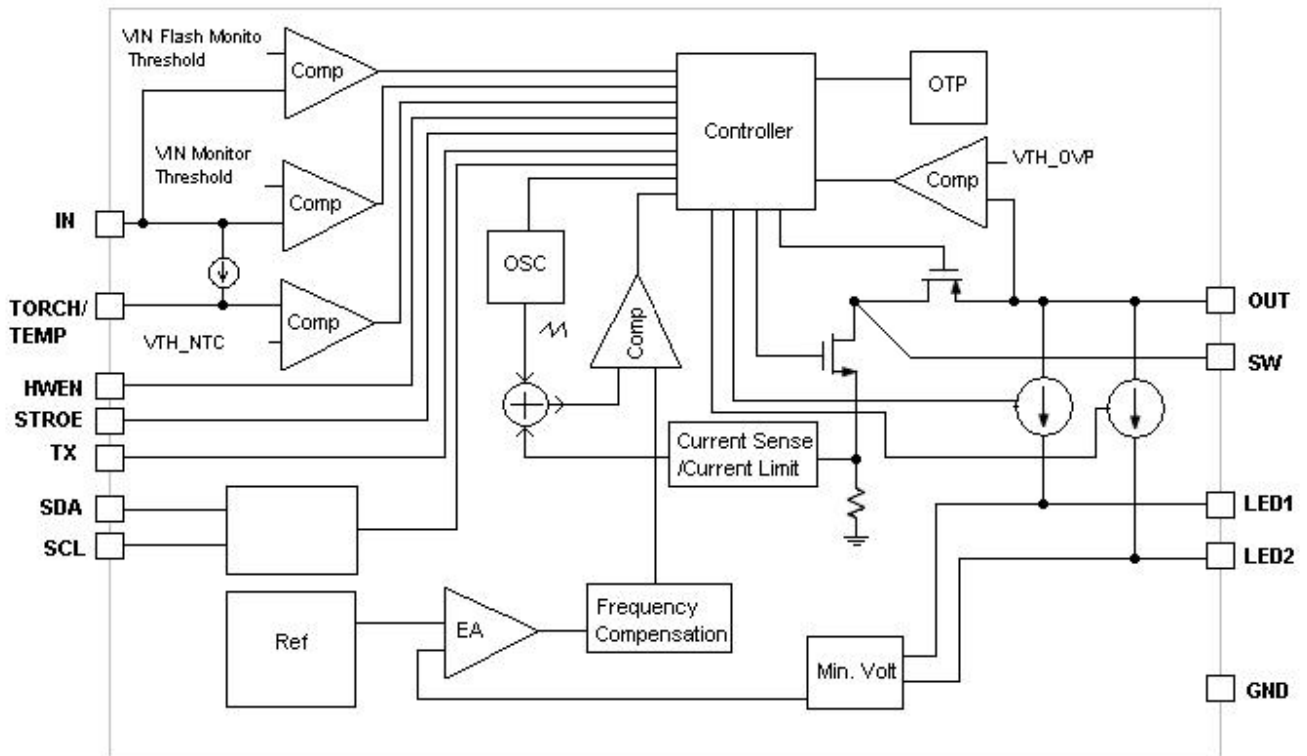 VIN Flash Monito
Threshold
Comp
OTP
Controller
VIN Monitor
Threshold
VTH_OVP
Comp
Comp
IN
OSC
TORCH/
TEMP
OUT
Comp
VTH_NTC
Comp
SW
HWEN
STROE
Current Sense
/Current Limit
TX
SDA
LED1
SCL
LED2
Frequency
Compensation
EA
Ref
Min. Volt
GND